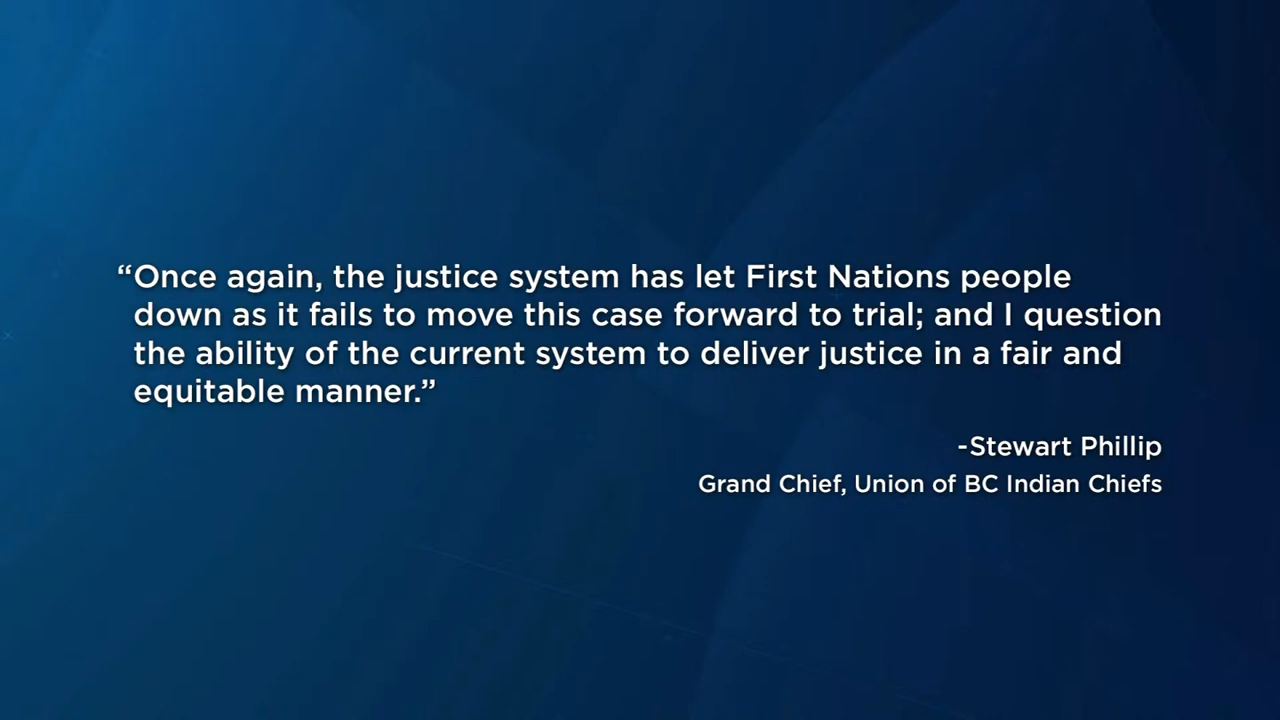 “Once again, the justice system has let First Nations people
down as it fails to move this case forward to trial; and I question
the ability of the current system to deliver justice in a fair and
equitable manner.”
-Stewart Phillip
Grand Chief, Union of BC Indian Chiefs